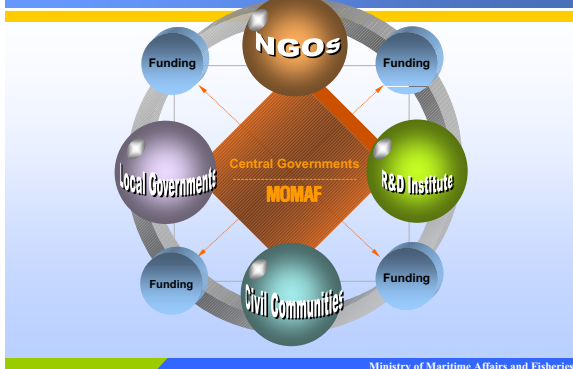 NGOs
Funding
Funding
Central Governments
Local Governments
R&D Institute
MOMAF
Funding
Funding
Civil Communities
Ministry of Maritime Affairs and Fisheries